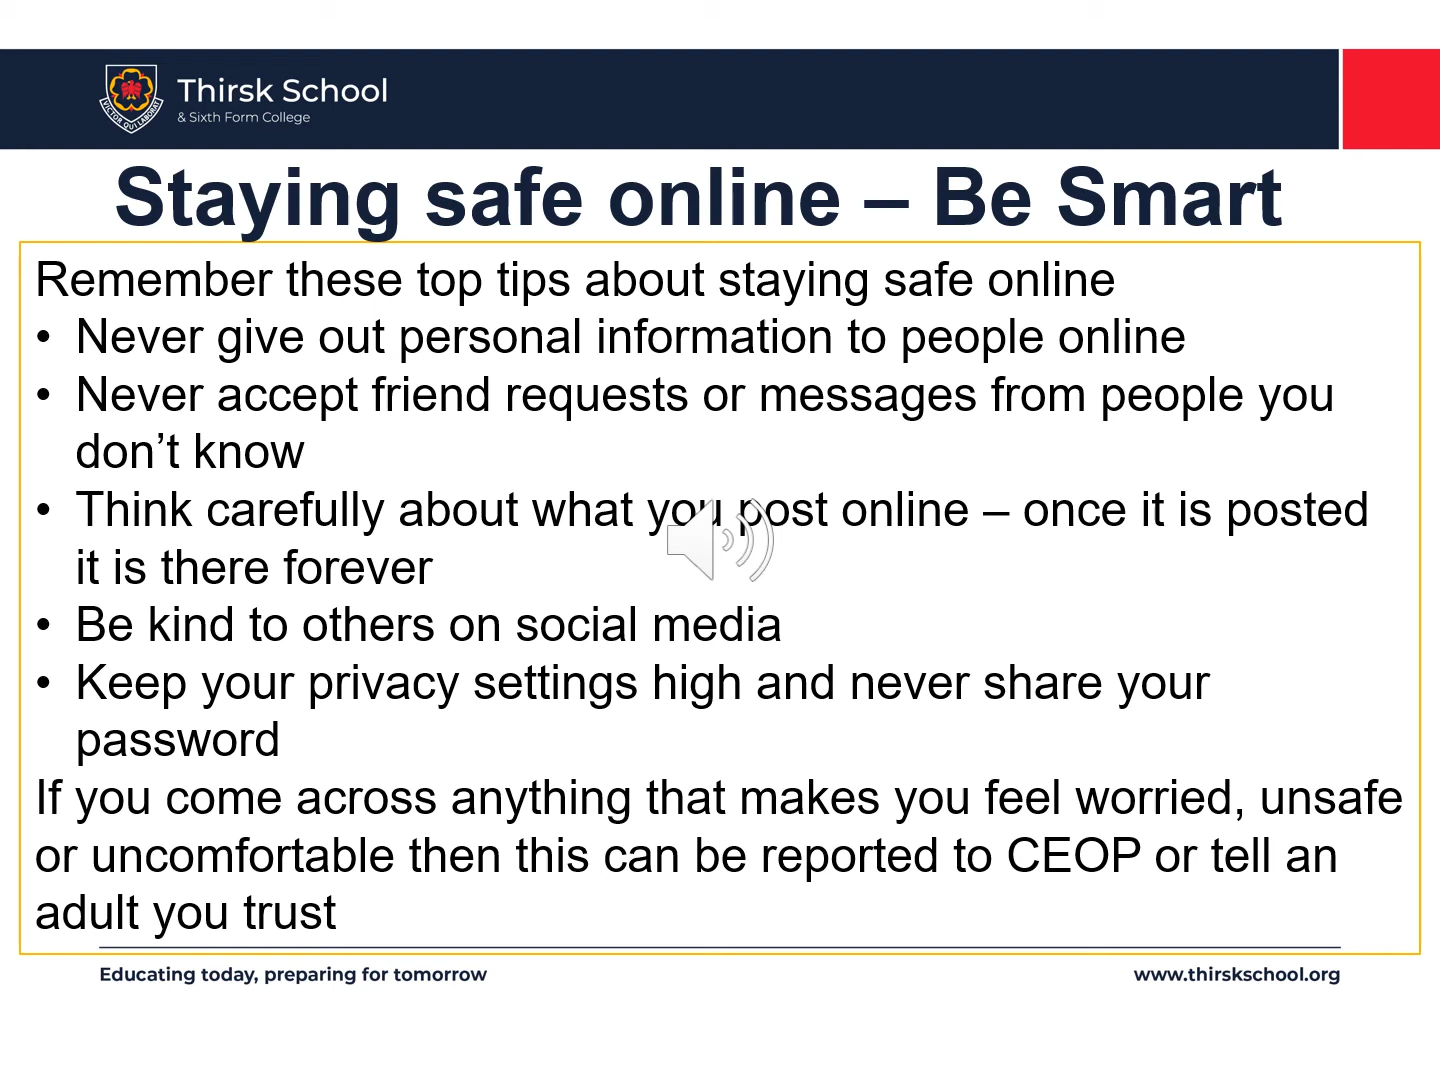 Thirsk School
& Sixth Form College
VICTOR QUI LABORAT
Staying safe online – Be Smart
Remember these top tips about staying safe online
• Never give out personal information to people online
• Never accept friend requests or messages from people you
don’t know
• Think carefully about what you post online – once it is posted
it is there forever
• Be kind to others on social media
• Keep your privacy settings high and never share your
password
If you come across anything that makes you feel worried, unsafe
or uncomfortable then this can be reported to CEOP or tell an
adult you trust
Educating today, preparing for tomorrow
www.thirskschool.org